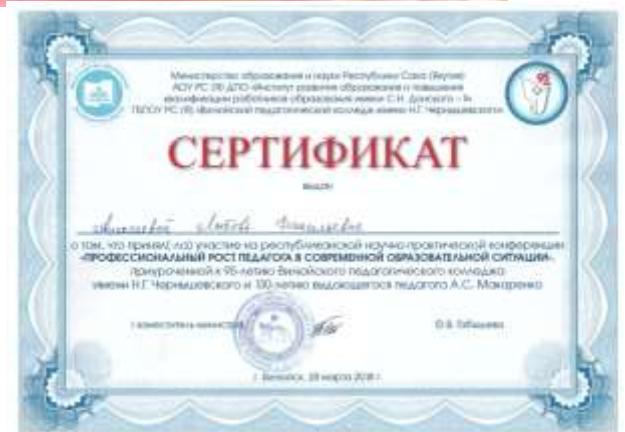 Министерство образования и науки Республики Саха (Якутия)
АОУ РС (Я) ДПО «Институт развития образования и повышения
квалификации работников образования имени С.Н. Донского - II»
ГБПОУ РС (Я) «Вилюйский педагогический колледж имени Н.Г. Чернышевского»
СЕРТИФИКАТ
выдан
о том, что принял(-ла) участие на республиканской научно-практической конференции
«ПРОФЕССИОНАЛЬНЫЙ РОСТ ПЕДАГОГА В СОВРЕМЕННОЙ ОБРАЗОВАТЕЛЬНОЙ СИТУАЦИИ»,
приуроченной к 95-летию Вилюйского педагогического колледжа
имени Н.Г. Чернышевского и 130-летию выдающегося педагога А.С. Макаренко
заместитель министра
г. Вилюйск, 28 марта 2018 г.